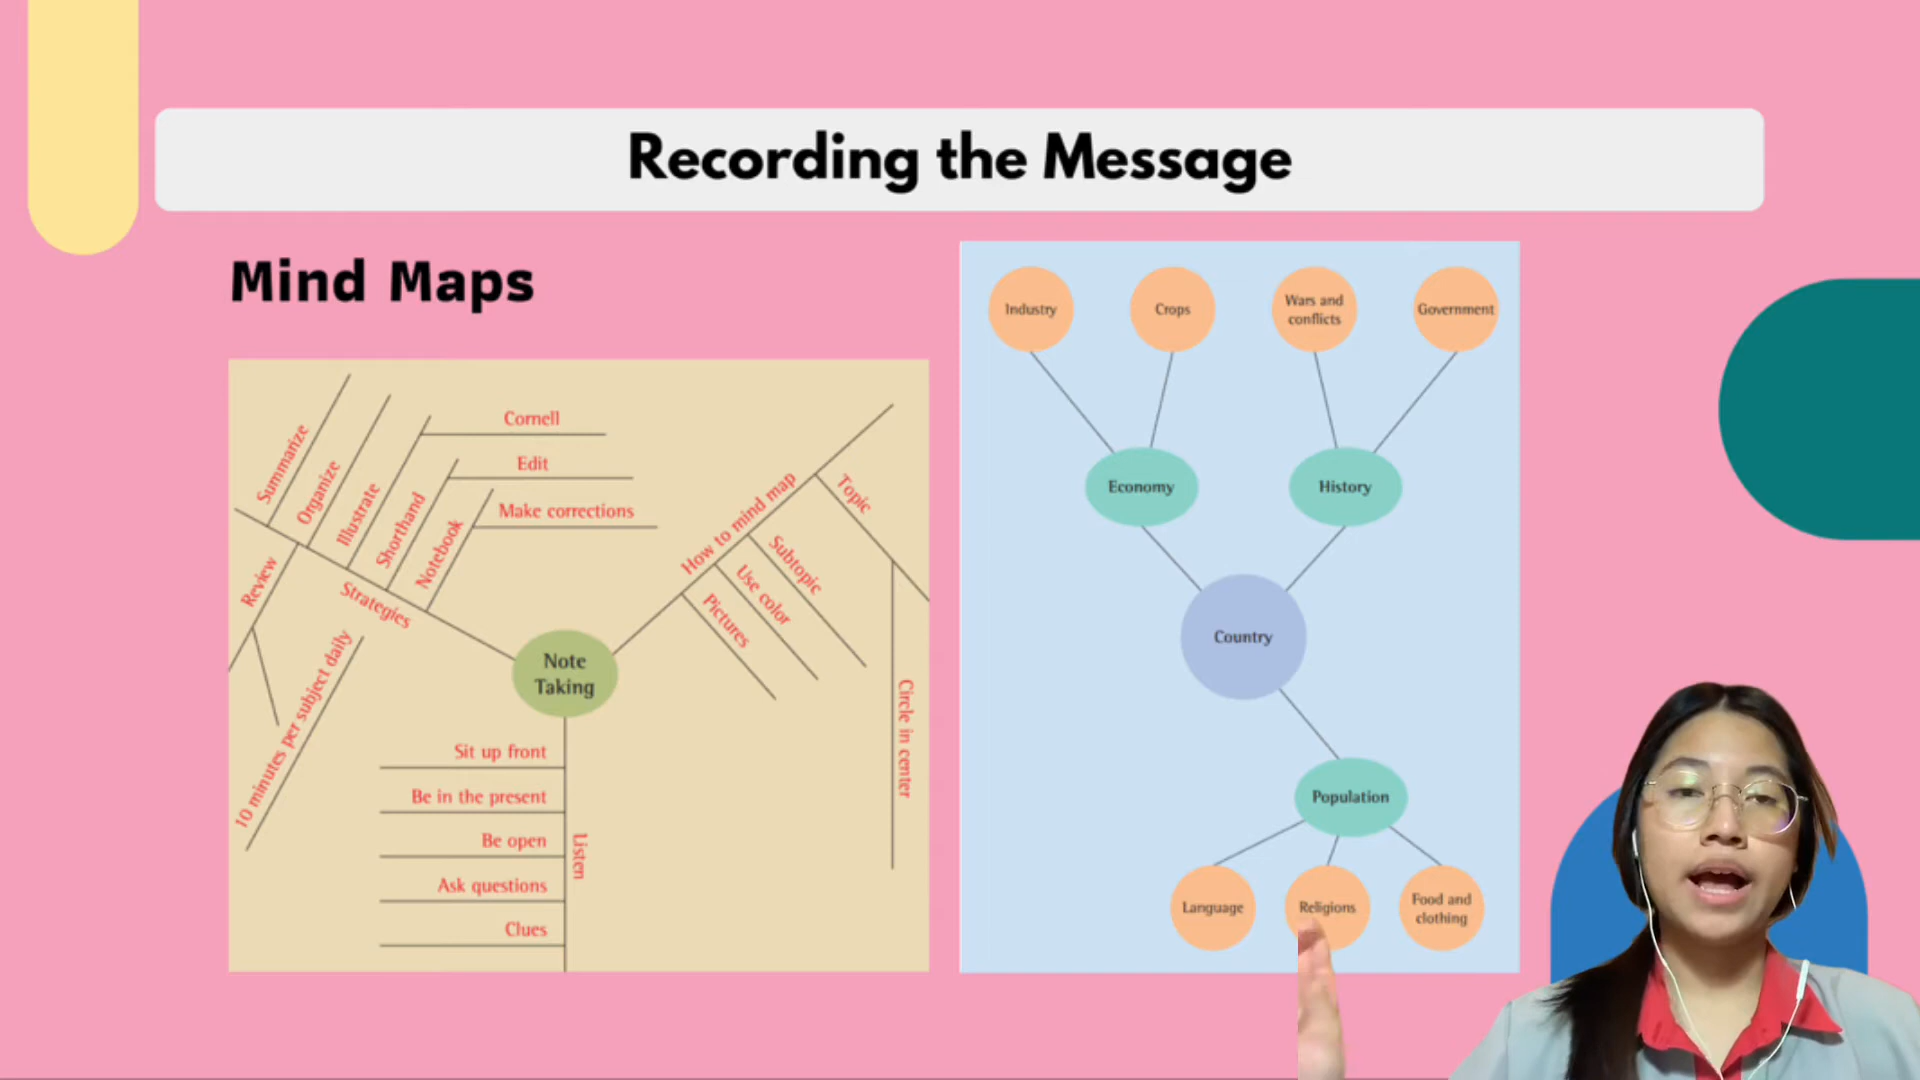 Recording the Message
Mind Maps
Summarize
Organize
Illustrate
Shorthand
Notebook
Cornell
Edit
Make corrections
Review
Strategies
10 minutes per subject daily
How to mind map
Topic
Subtopic
Use color
Pictures
Circle in center
Note
Taking
Sit up front
Be in the present
Be open
Ask questions
Clues
Listen
Industry
Crops
Wars and
conflicts
Government
Economy
History
Country
Population
Language
Religions
Food and
clothing